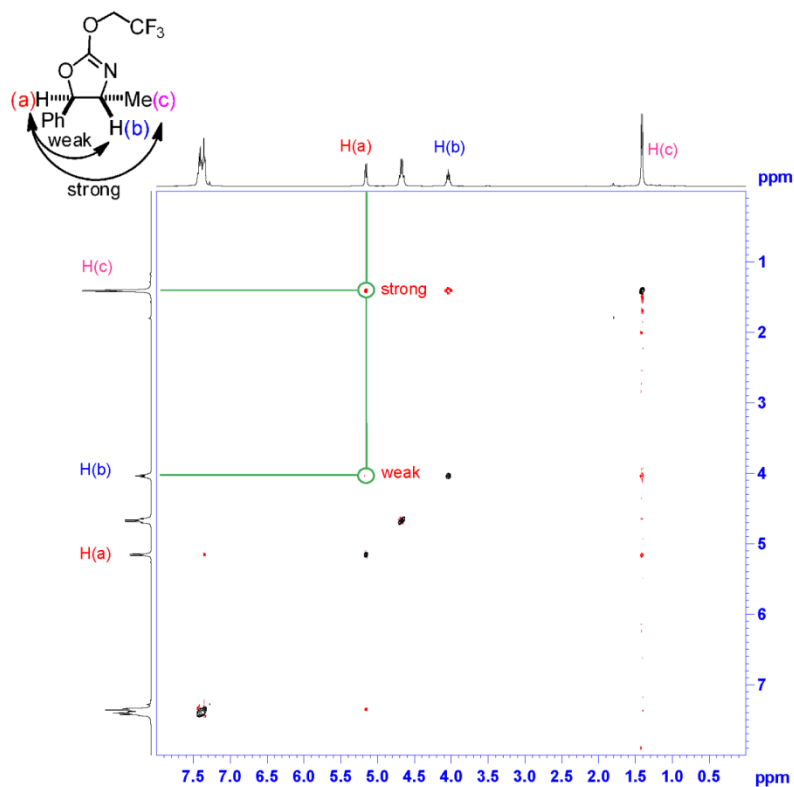 O CF₃
O N
(a)H Me(c)
Ph H(b)
weak
strong
H(a) H(b) H(c)
ppm
H(c)
strong
H(b)
weak
H(a)
1
2
3
4
5
6
7
7.5 7.0 6.5 6.0 5.5 5.0 4.5 4.0 3.5 3.0 2.5 2.0 1.5 1.0 0.5 ppm